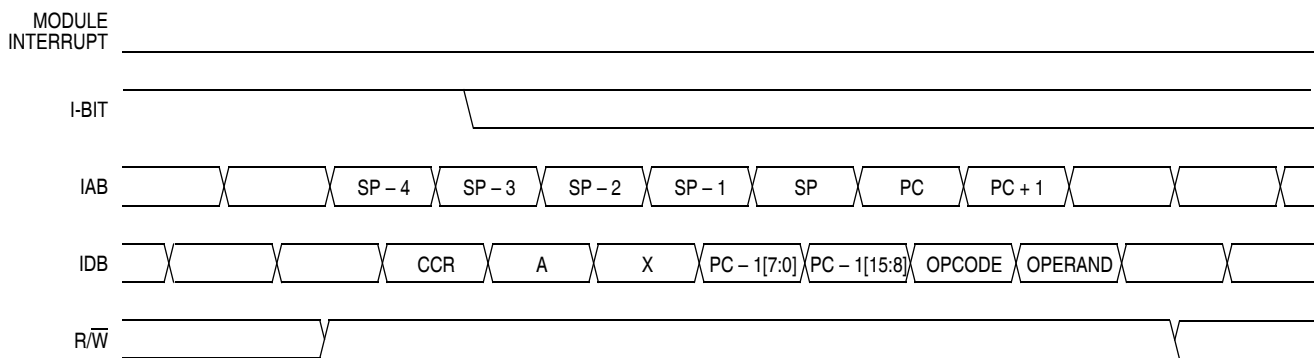 MODULE
INTERRUPT
I-BIT
IAB SP – 4 SP – 3 SP – 2 SP – 1 SP PC PC + 1
IDB CCR A X PC – 1[7:0] PC – 1[15:8] OPCODE OPERAND
R/W̅